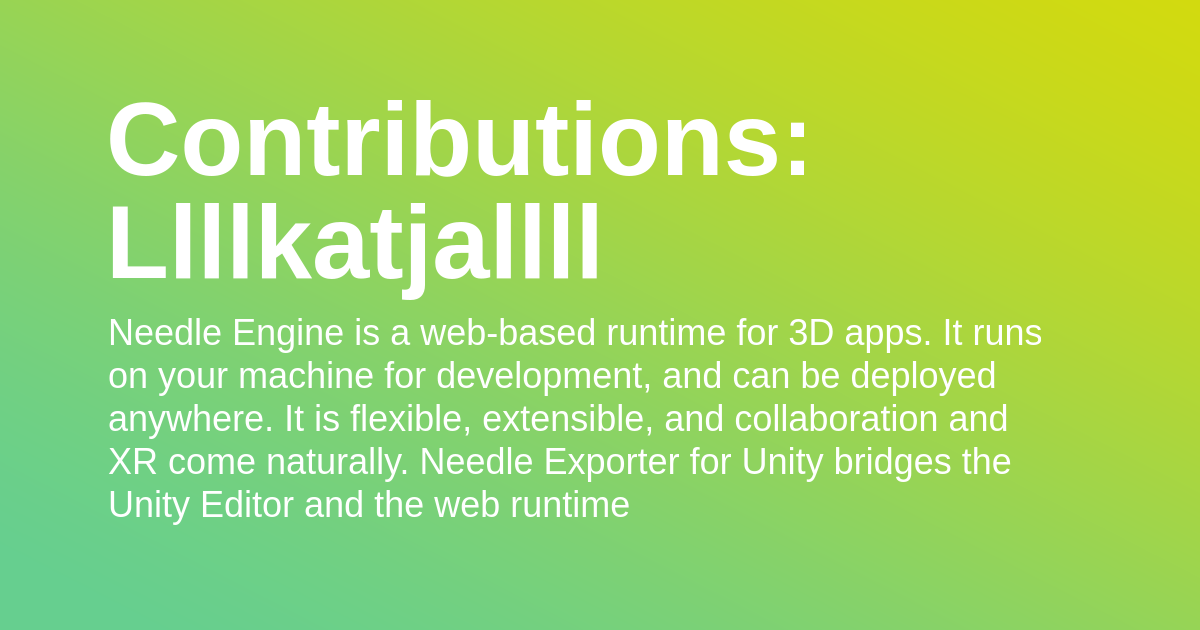 Contributions:
Llllkatjallll
Needle Engine is a web-based runtime for 3D apps. It runs
on your machine for development, and can be deployed
anywhere. It is flexible, extensible, and collaboration and
XR come naturally. Needle Exporter for Unity bridges the
Unity Editor and the web runtime